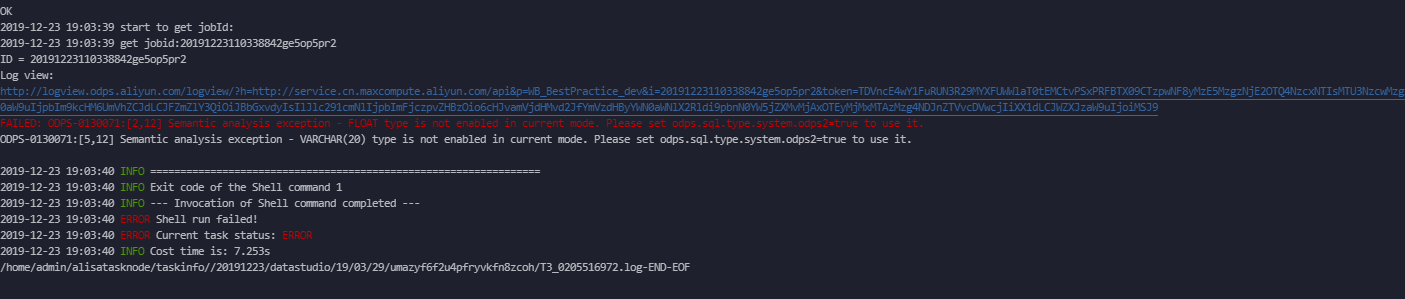 OK
2019-12-23 19:03:39 start to get jobId:
2019-12-23 19:03:39 get jobid:20191223110338842ge5op5pr2
ID = 20191223110338842ge5op5pr2
Log view:
http://logview.odps.aliyun.com/logview/?h=http://service.cn.maxcompute.aliyun.com/api&p=WB_BestPractice_dev&i=20191223110338842ge5op5pr2&token=
FAILED: ODPS-0130071:[2,12] Semantic analysis exception - FLOAT type is not enabled in current mode. Please set odps.sql.type.system.odps2=true to use it.
ODPS-0130071:[5,12] Semantic analysis exception - VARCHAR(20) type is not enabled in current mode. Please set odps.sql.type.system.odps2=true to use it.
2019-12-23 19:03:40 INFO =================================================================
2019-12-23 19:03:40 INFO Exit code of the Shell command 1
2019-12-23 19:03:40 INFO --- Invocation of Shell command completed ---
2019-12-23 19:03:40 ERROR Shell run failed!
2019-12-23 19:03:40 ERROR Current task status: ERROR
2019-12-23 19:03:40 INFO Cost time is: 7.253s
/home/admin/alisatasknode/taskinfo//20191223/datastudio/19/03/29/umazyf6f2u4pfryvkfn8zcoh/T3_0205516972.log-END-EOF